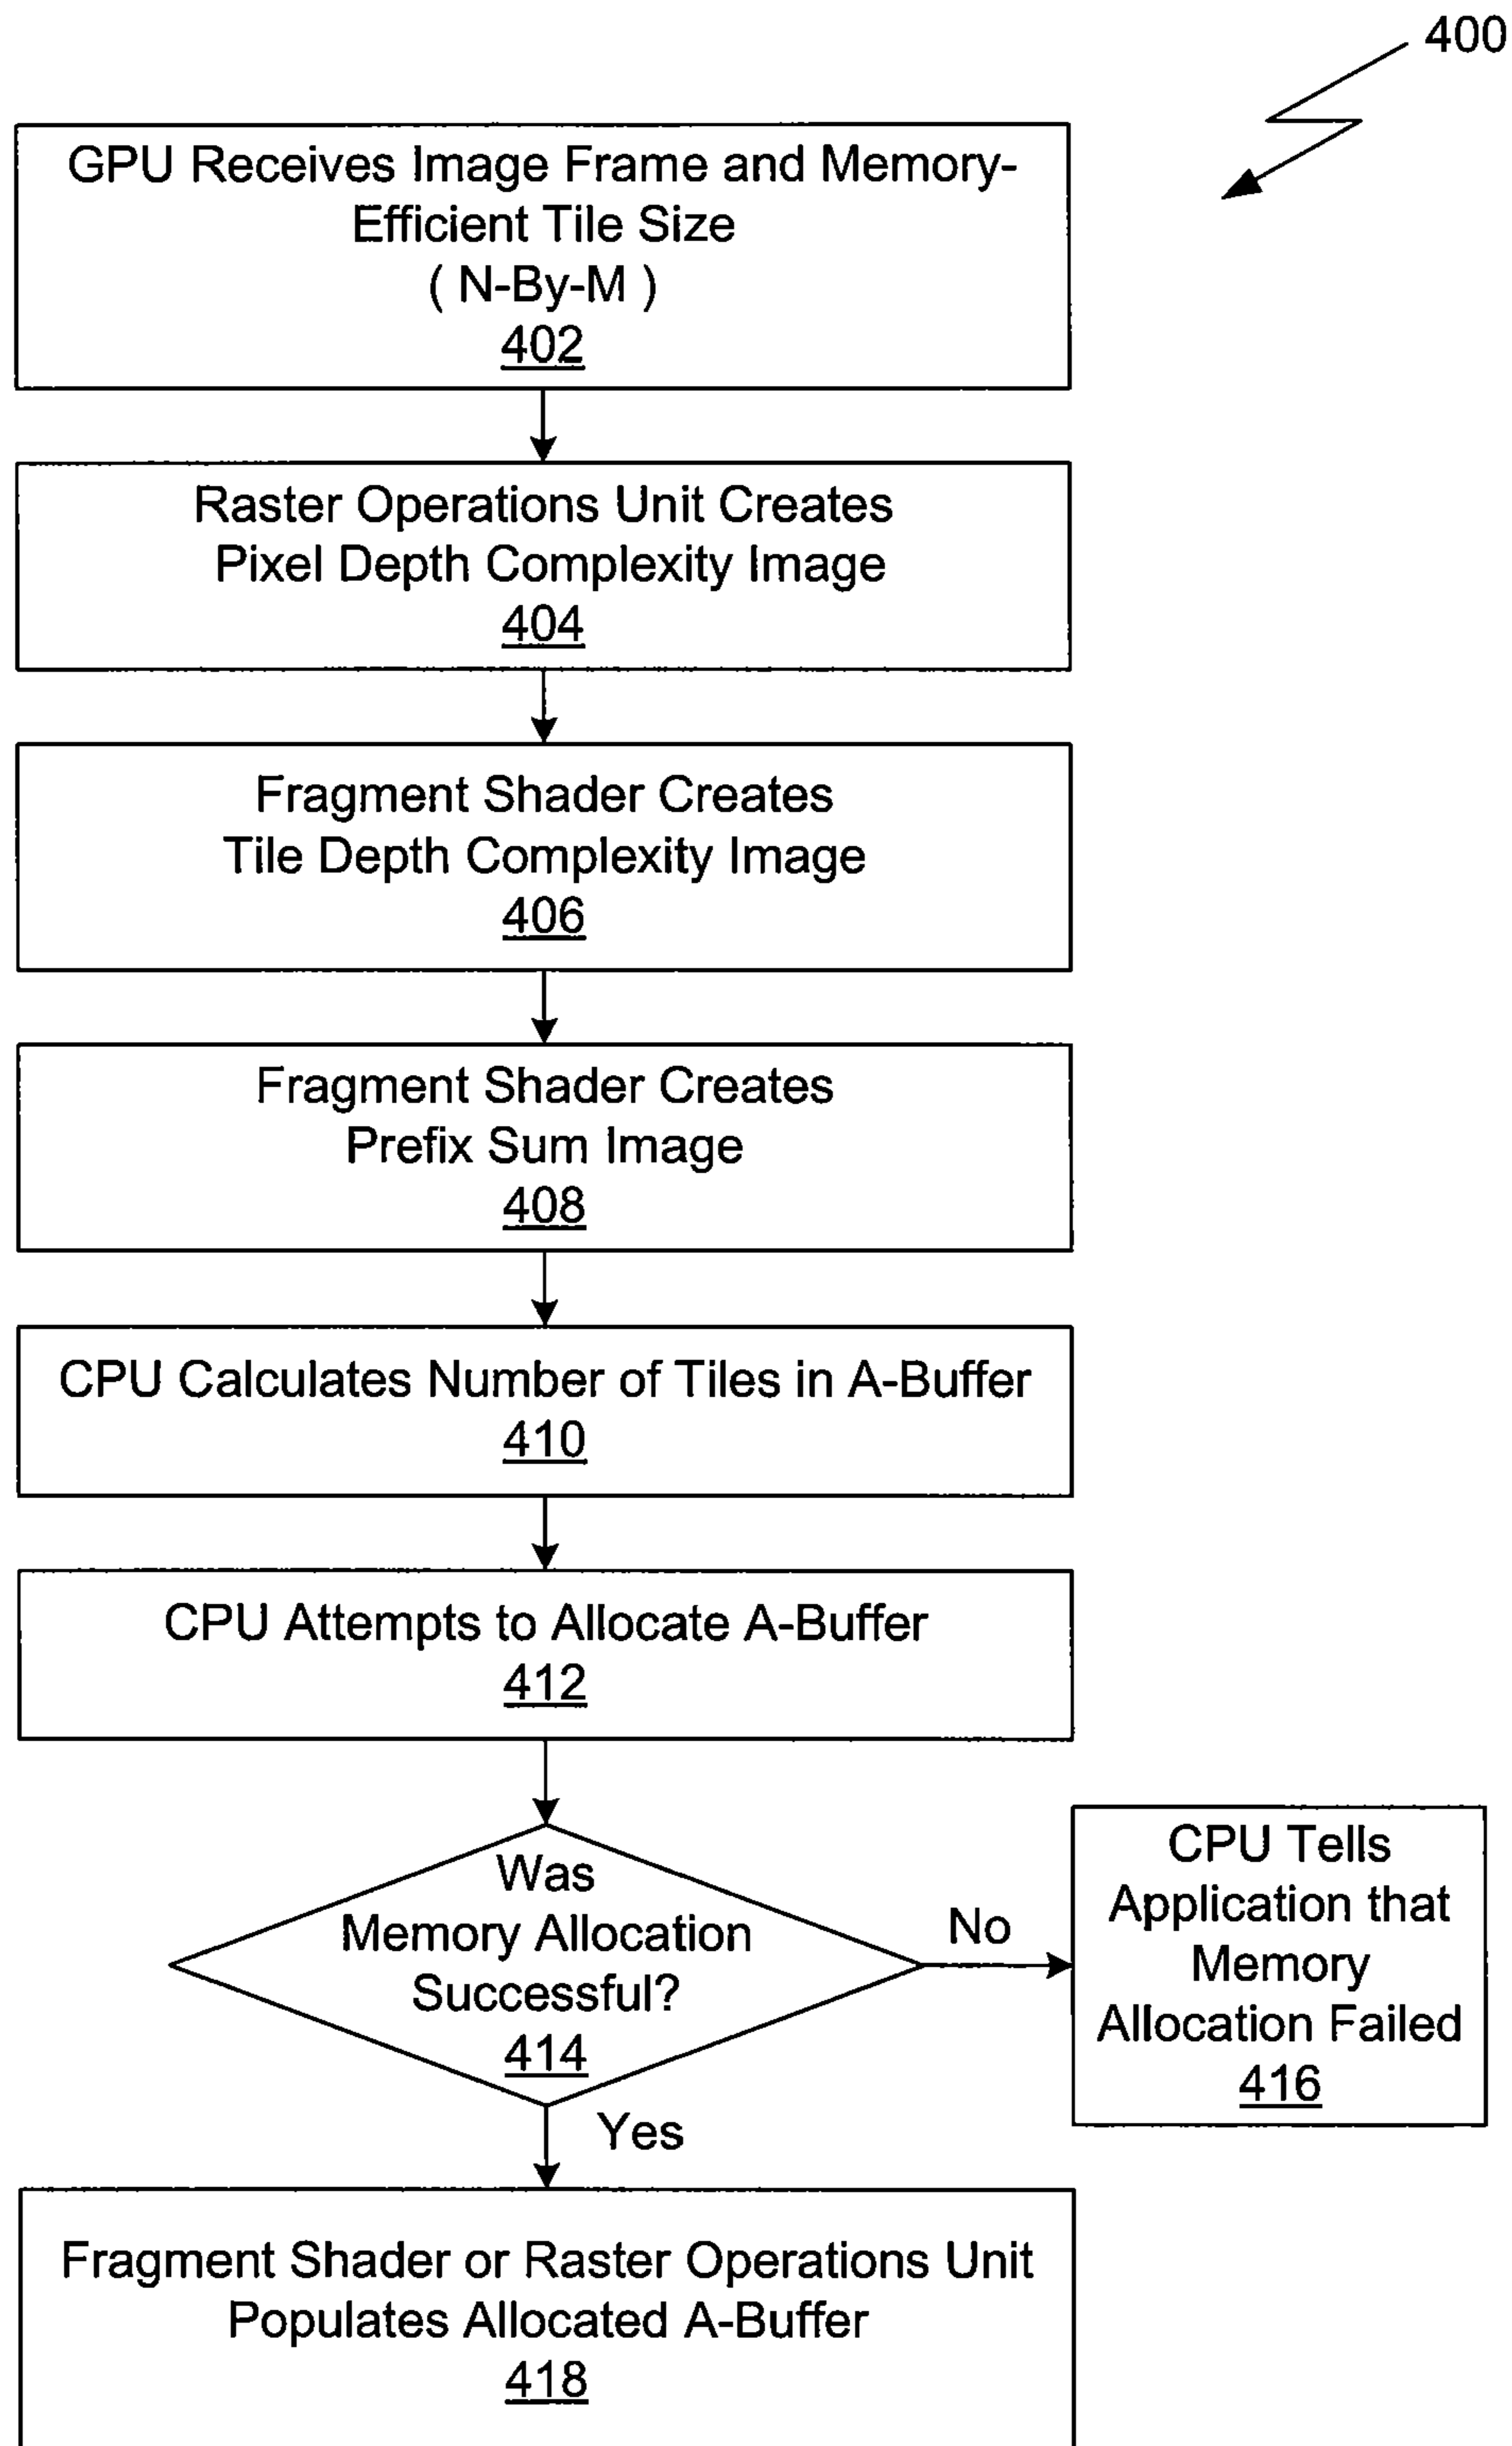 400
GPU Receives Image Frame and Memory-
Efficient Tile Size
( N-By-M )
402
Raster Operations Unit Creates
Pixel Depth Complexity Image
404
Fragment Shader Creates
Tile Depth Complexity Image
406
Fragment Shader Creates
Prefix Sum Image
408
CPU Calculates Number of Tiles in A-Buffer
410
CPU Attempts to Allocate A-Buffer
412
Was
Memory Allocation
Successful?
414
No
CPU Tells
Application that
Memory
Allocation Failed
416
Yes
Fragment Shader or Raster Operations Unit
Populates Allocated A-Buffer
418